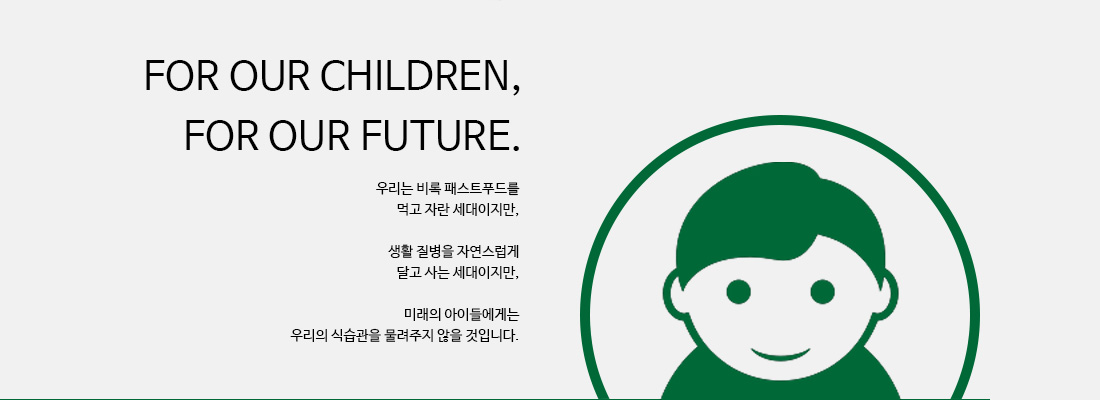 FOR OUR CHILDREN,
FOR OUR FUTURE.
우리는 비록 패스트푸드를
먹고 자란 세대이지만,
생활 질병을 자연스럽게
달고 사는 세대이지만,
미래의 아이들에게는
우리의 식습관을 물려주지 않을 것입니다.